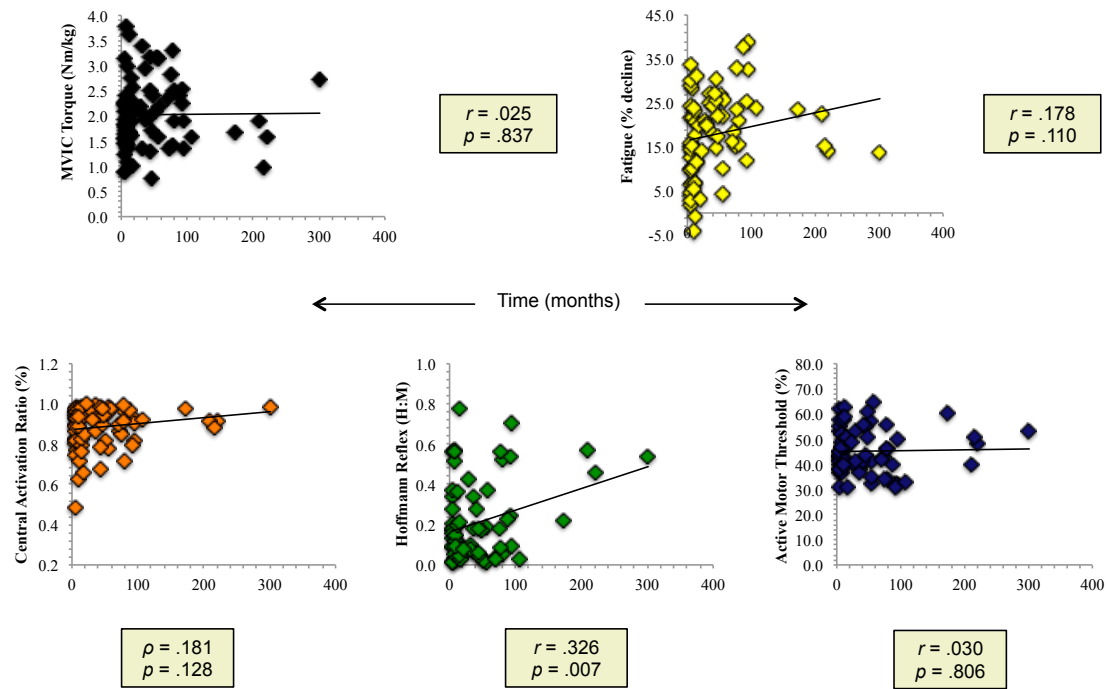 MVIC Torque (Nm/kg)
4.0
3.5
3.0
2.5
2.0
1.5
1.0
0.5
0.0
0 100 200 300 400
r = .025
p = .837
Fatigue (% decline)
45.0
35.0
25.0
15.0
5.0
-5.0
0 100 200 300 400
r = .178
p = .110
Time (months)
Central Activation Ratio (%)
1.2
1.0
0.8
0.6
0.4
0.2
0 100 200 300 400
ρ = .181
p = .128
Hoffmann Reflex (H:M)
1.0
0.8
0.6
0.4
0.2
0.0
0 100 200 300 400
r = .326
p = .007
Active Motor Threshold (%)
80.0
70.0
60.0
50.0
40.0
30.0
20.0
10.0
0.0
0 100 200 300 400
r = .030
p = .806